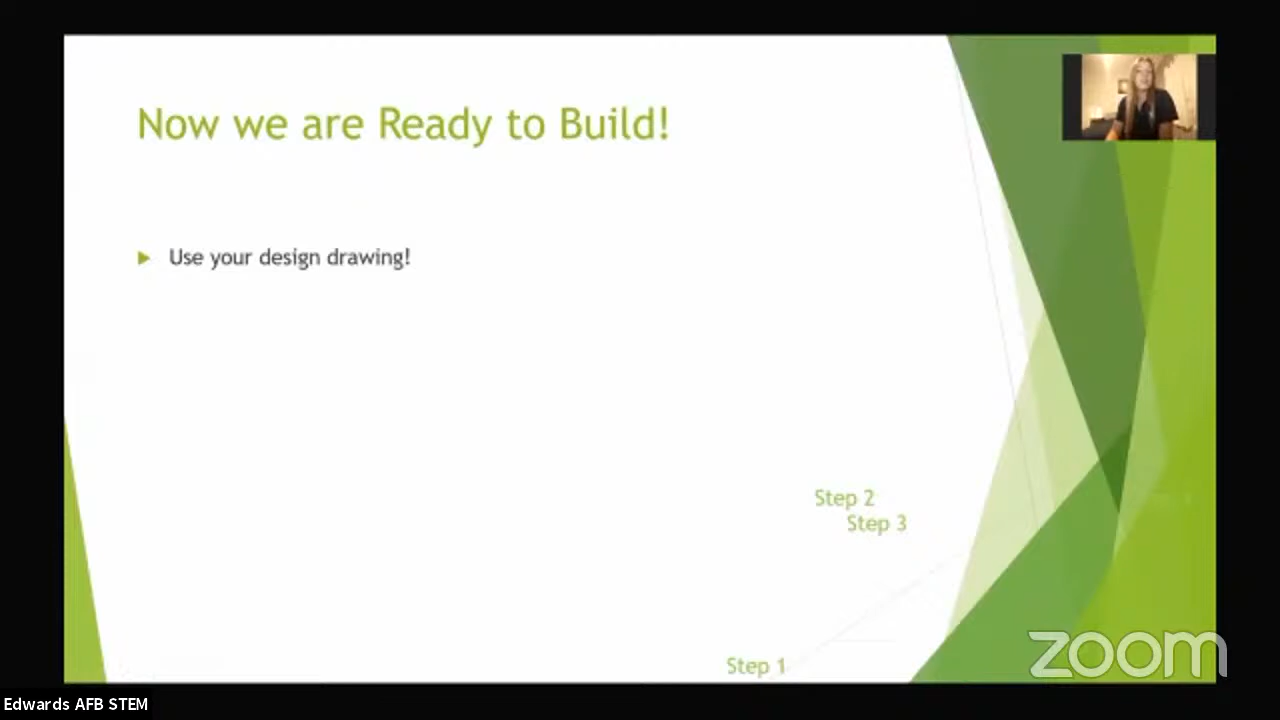 Now we are Ready to Build!
Use your design drawing!
Step 2
Step 3
Step 1
zoom
Edwards AFB STEM